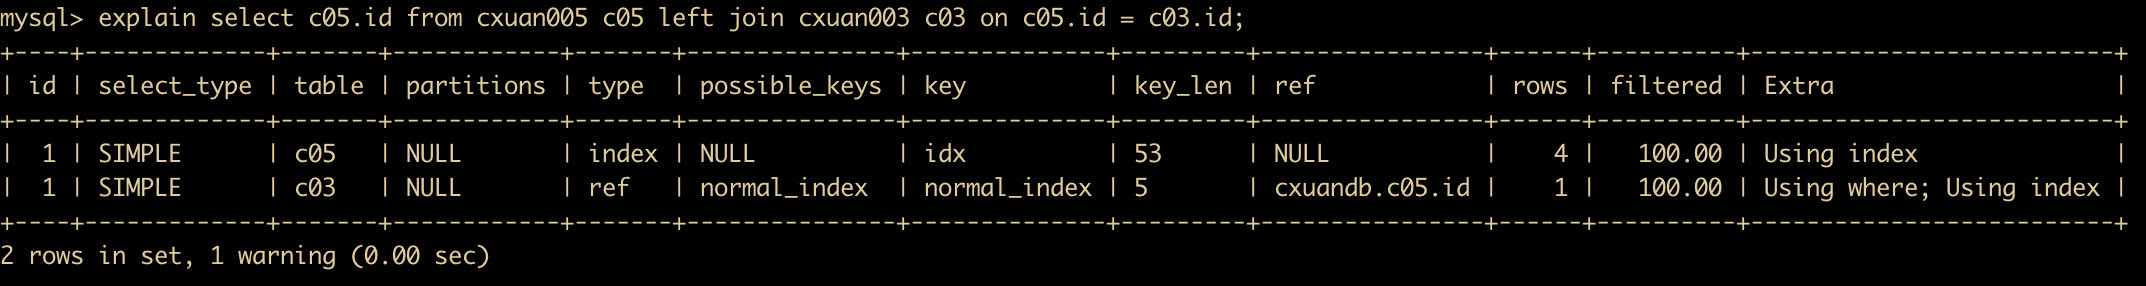 mysql> explain select c05.id from cxuan005 c05 left join cxuan003 c03 on c05.id = c03.id;
+----+-------------+-------+------------+-------+---------------+--------------+---------+----------------+------+----------+--------------------------+
| id | select_type | table | partitions | type  | possible_keys | key          | key_len | ref            | rows | filtered | Extra                    |
+----+-------------+-------+------------+-------+---------------+--------------+---------+----------------+------+----------+--------------------------+
|  1 | SIMPLE      | c05   | NULL       | index | NULL          | idx          | 53      | NULL           |    4 |   100.00 | Using index              |
|  1 | SIMPLE      | c03   | NULL       | ref   | normal_index  | normal_index | 5       | cxuandb.c05.id |    1 |   100.00 | Using where; Using index |
+----+-------------+-------+------------+-------+---------------+--------------+---------+----------------+------+----------+--------------------------+
2 rows in set, 1 warning (0.00 sec)